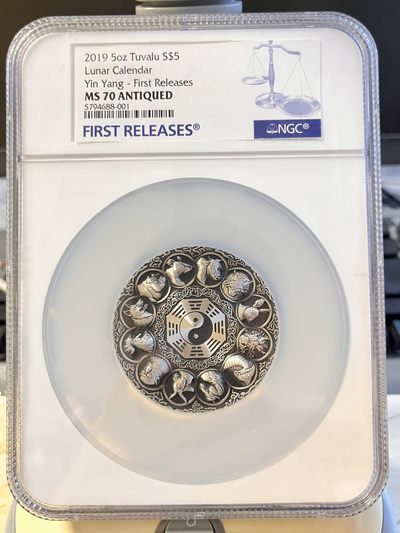 2019 5oz Tuvalu S$5
Lunar Calendar
Yin Yang - First Releases
MS 70 ANTIQUED
5794688-001
FIRST RELEASES®
NGC®